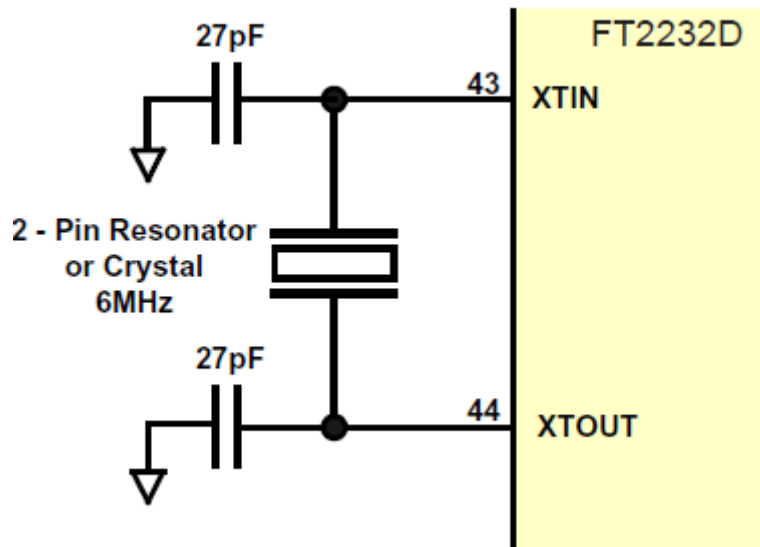 FT2232D
27pF
43
XTIN
2 - Pin Resonator
or Crystal
6MHz
27pF
44
XTOUT